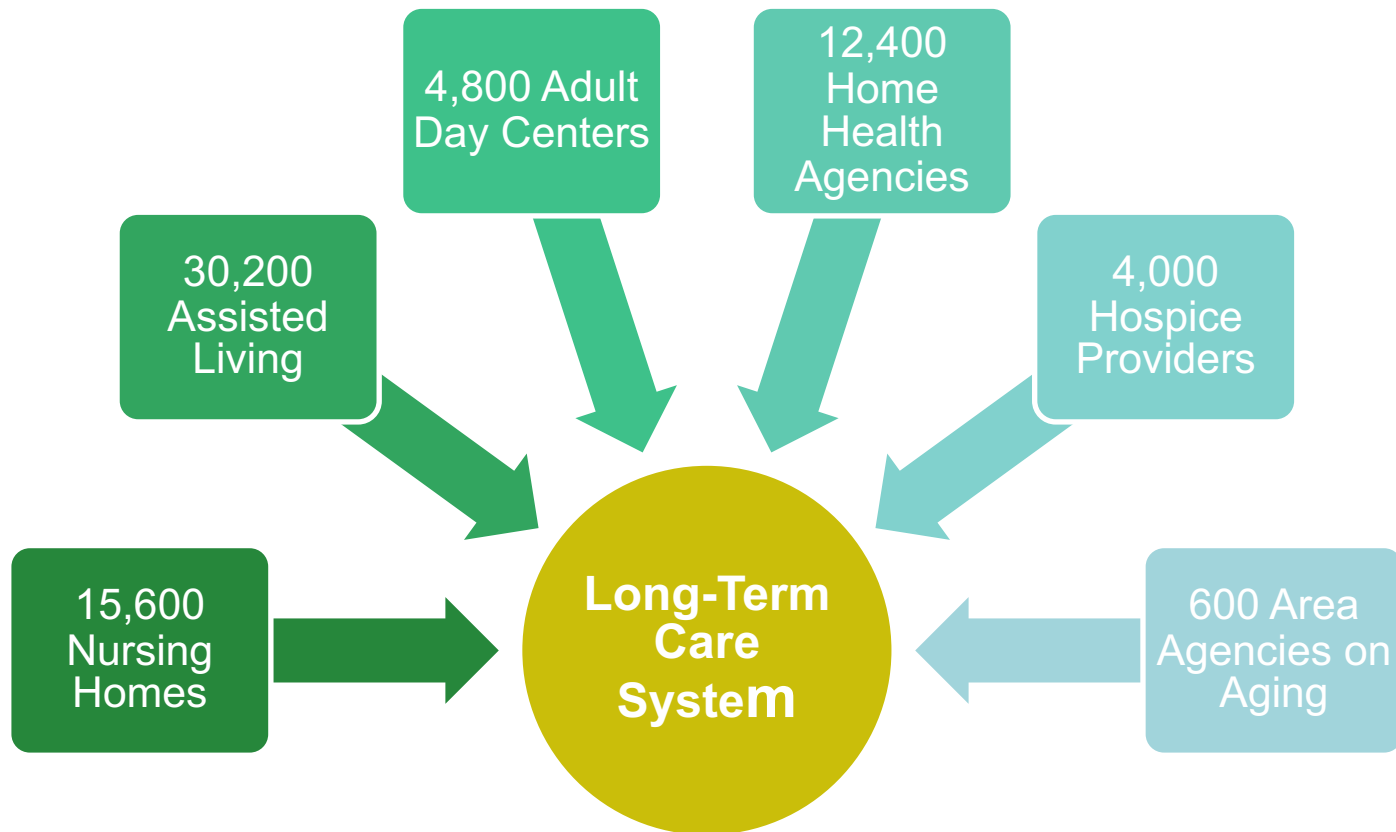 4,800 Adult
Day Centers
12,400
Home
Health
Agencies
30,200
Assisted
Living
4,000
Hospice
Providers
15,600
Nursing
Homes
Long-Term
Care
System
600 Area
Agencies on
Aging